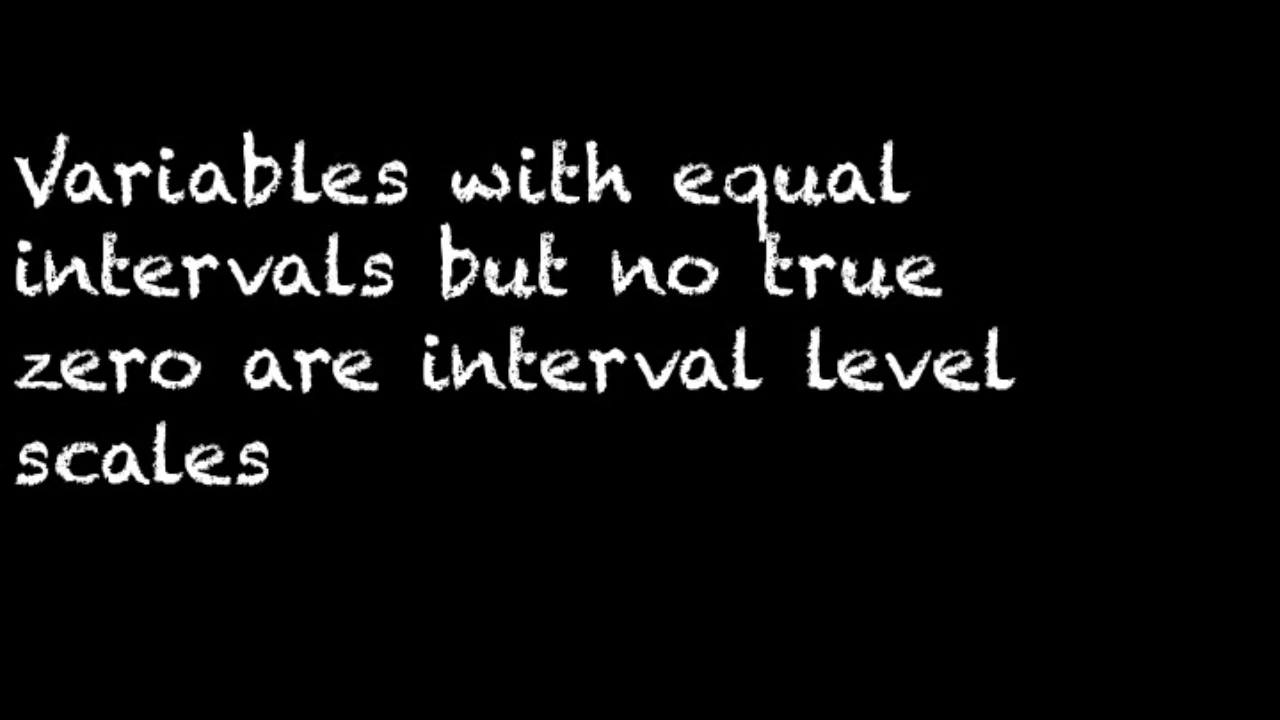 Variables with equal
intervals but no true
zero are interval level
scales